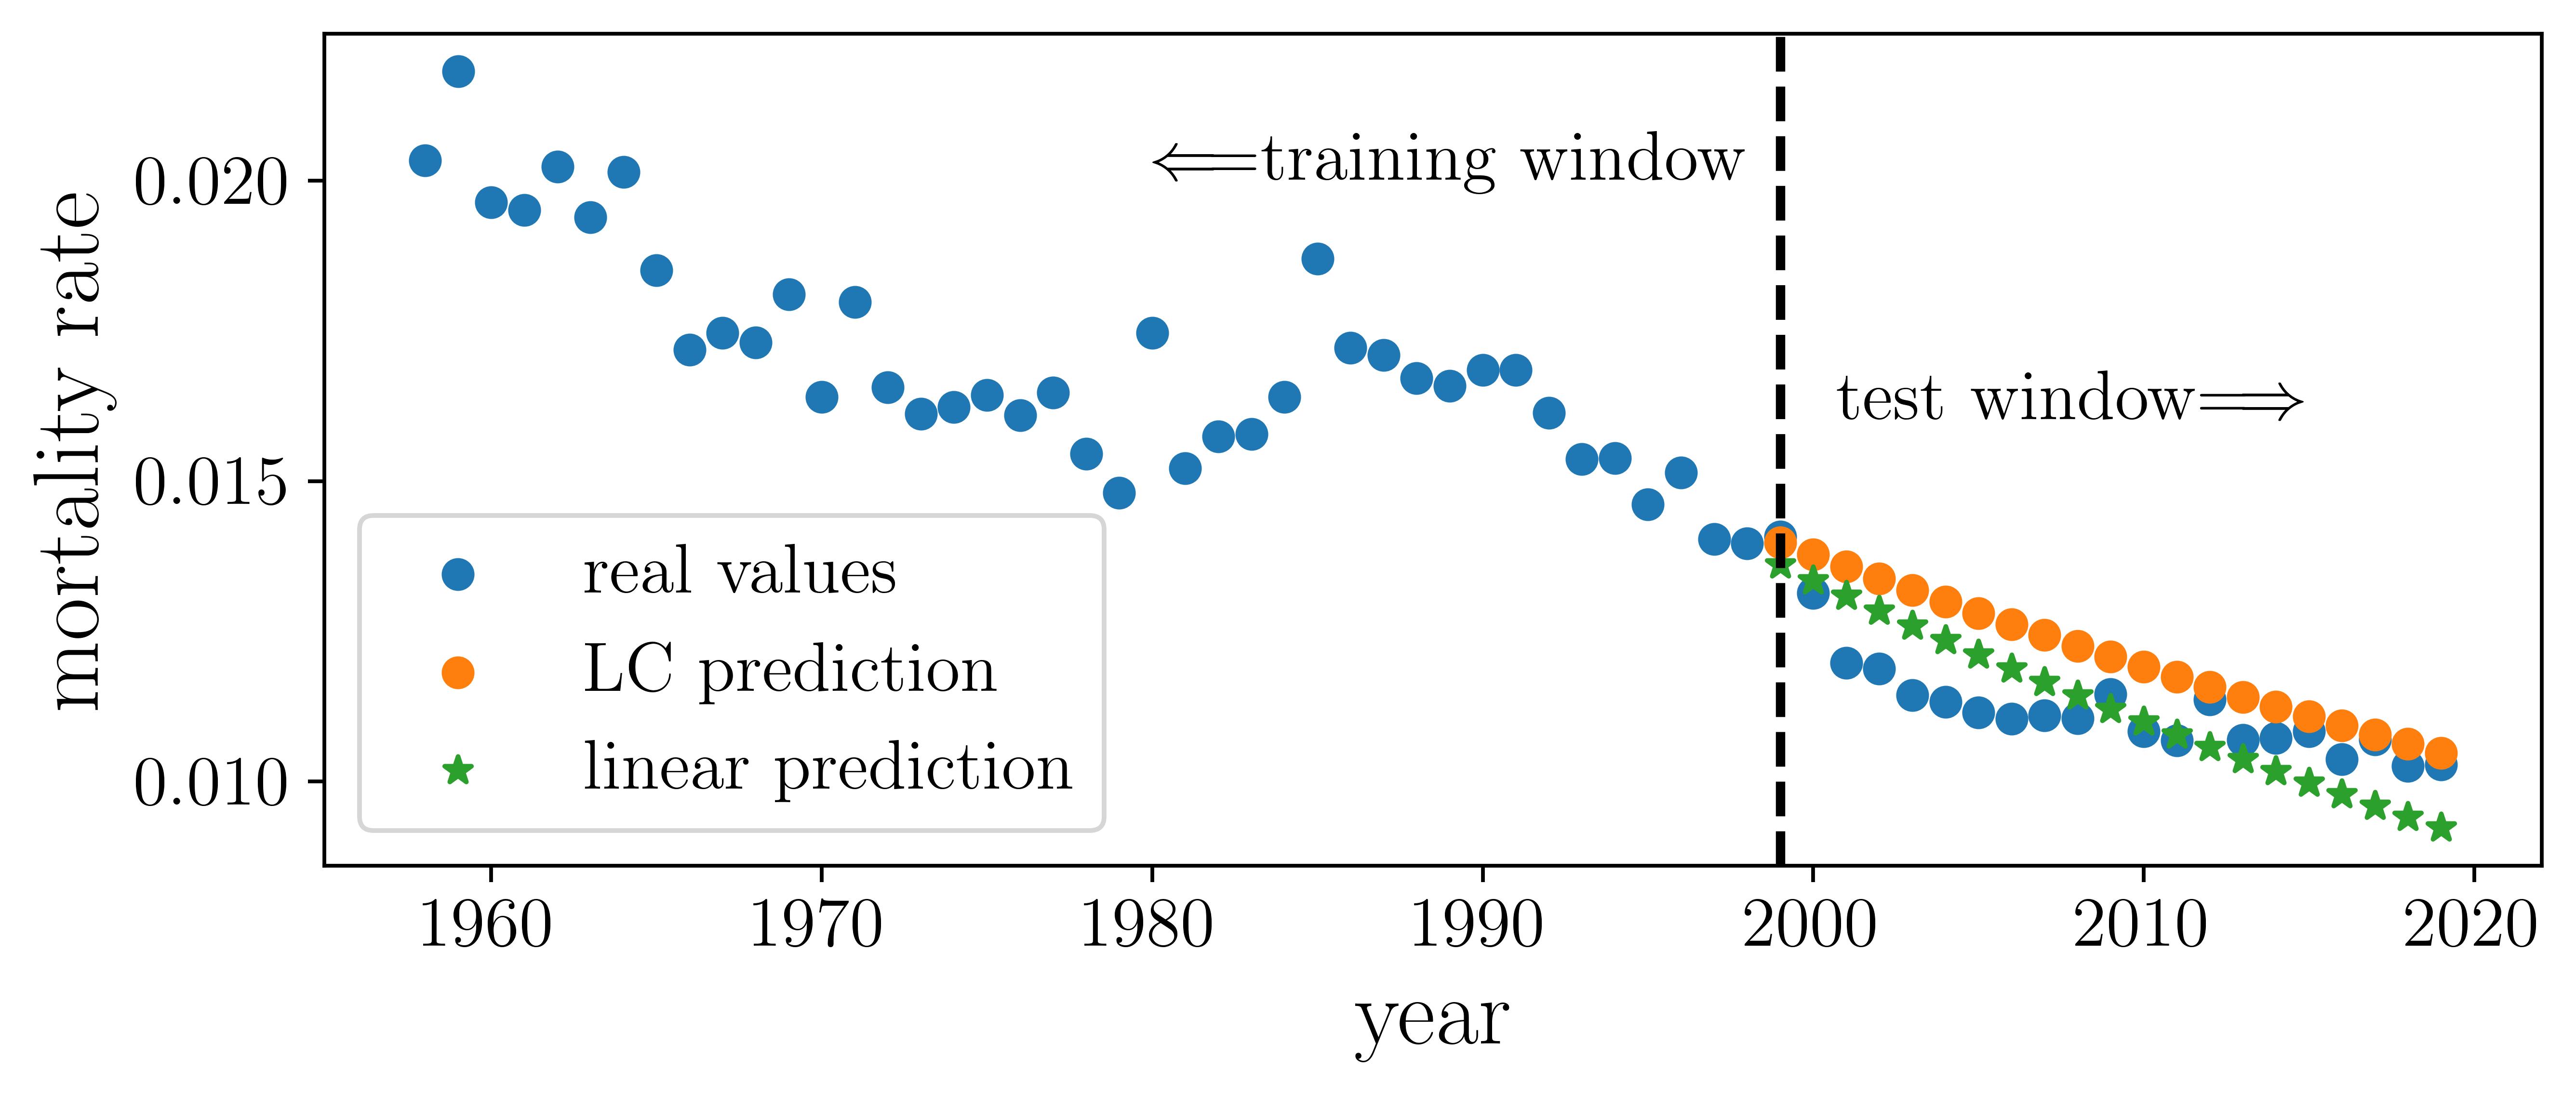 mortality rate
0.020
0.015
0.010
⟸training window
test window⟹
real values
LC prediction
linear prediction
1960 1970 1980 1990 2000 2010 2020
year